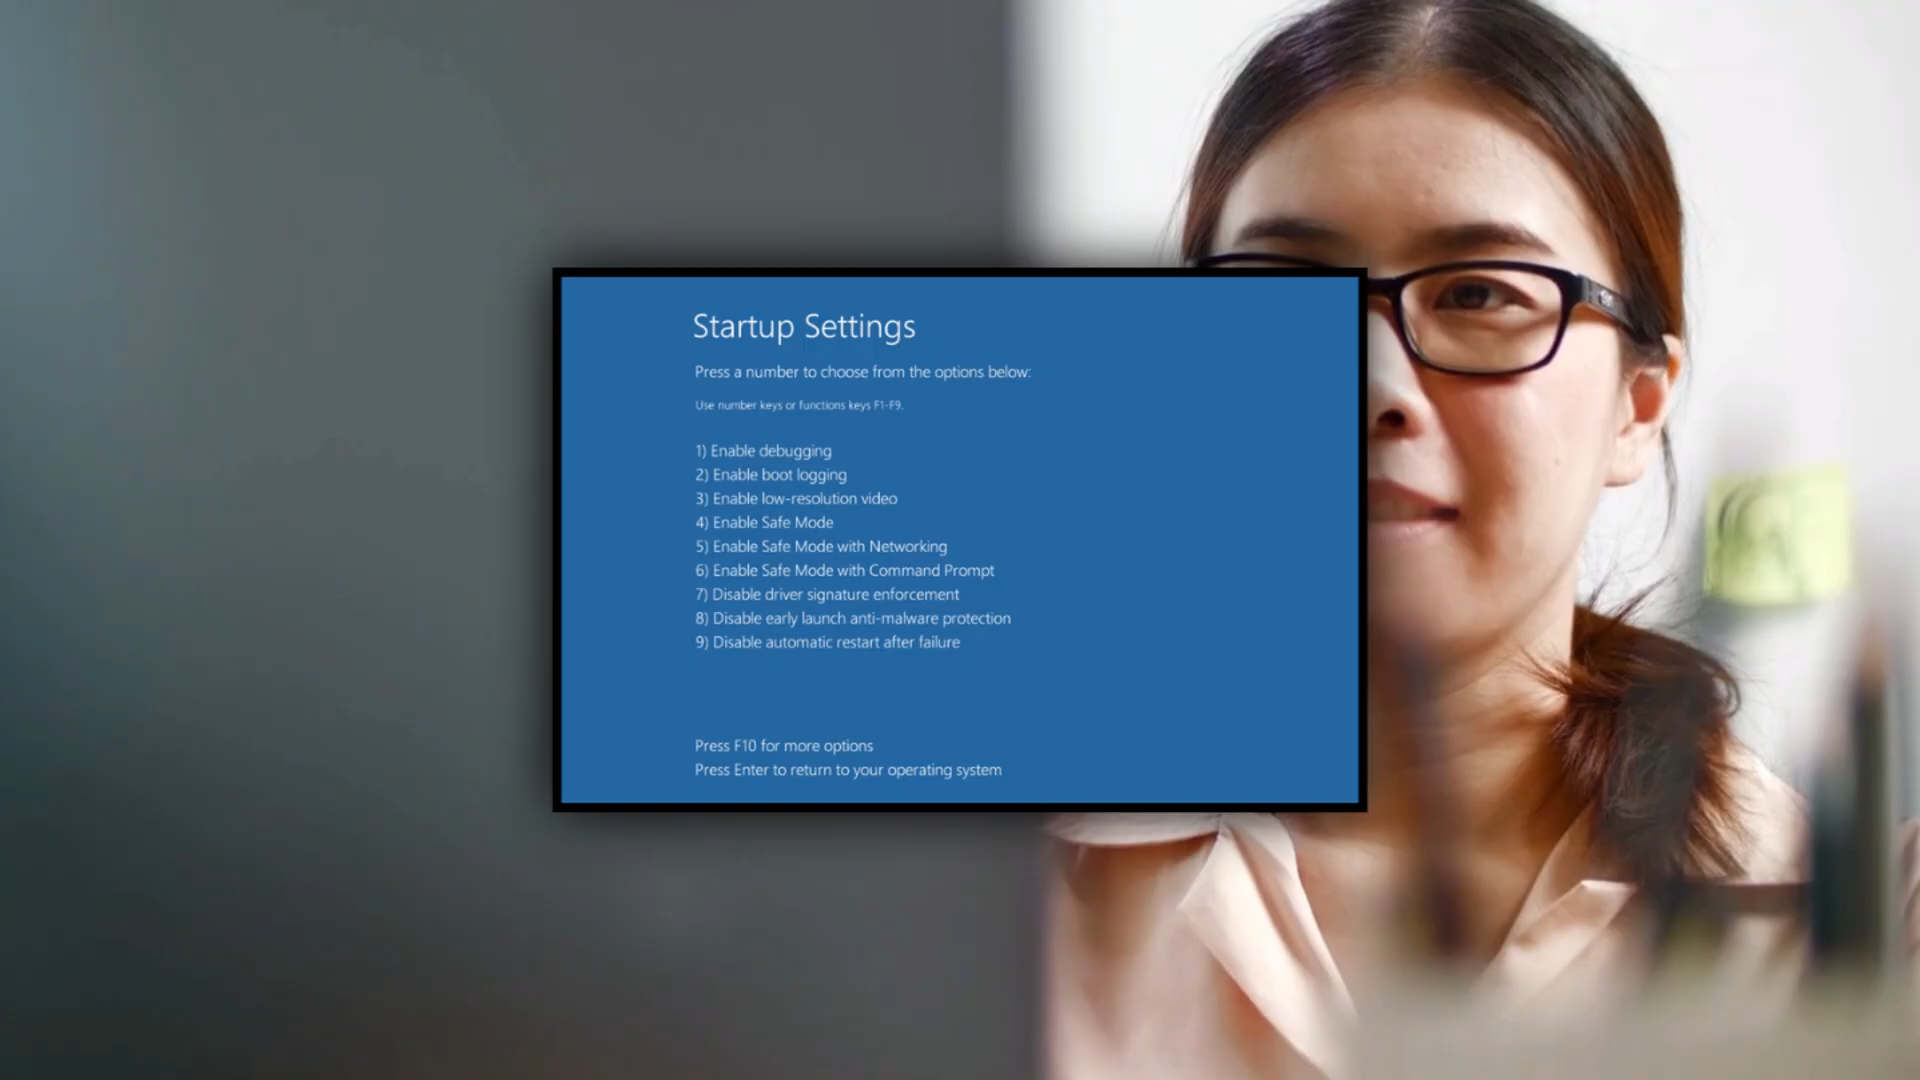 Startup Settings
Press a number to choose from the options below:
Use number keys or functions keys F1-F9.
1) Enable debugging
2) Enable boot logging
3) Enable low-resolution video
4) Enable Safe Mode
5) Enable Safe Mode with Networking
6) Enable Safe Mode with Command Prompt
7) Disable driver signature enforcement
8) Disable early launch anti-malware protection
9) Disable automatic restart after failure
Press F10 for more options
Press Enter to return to your operating system